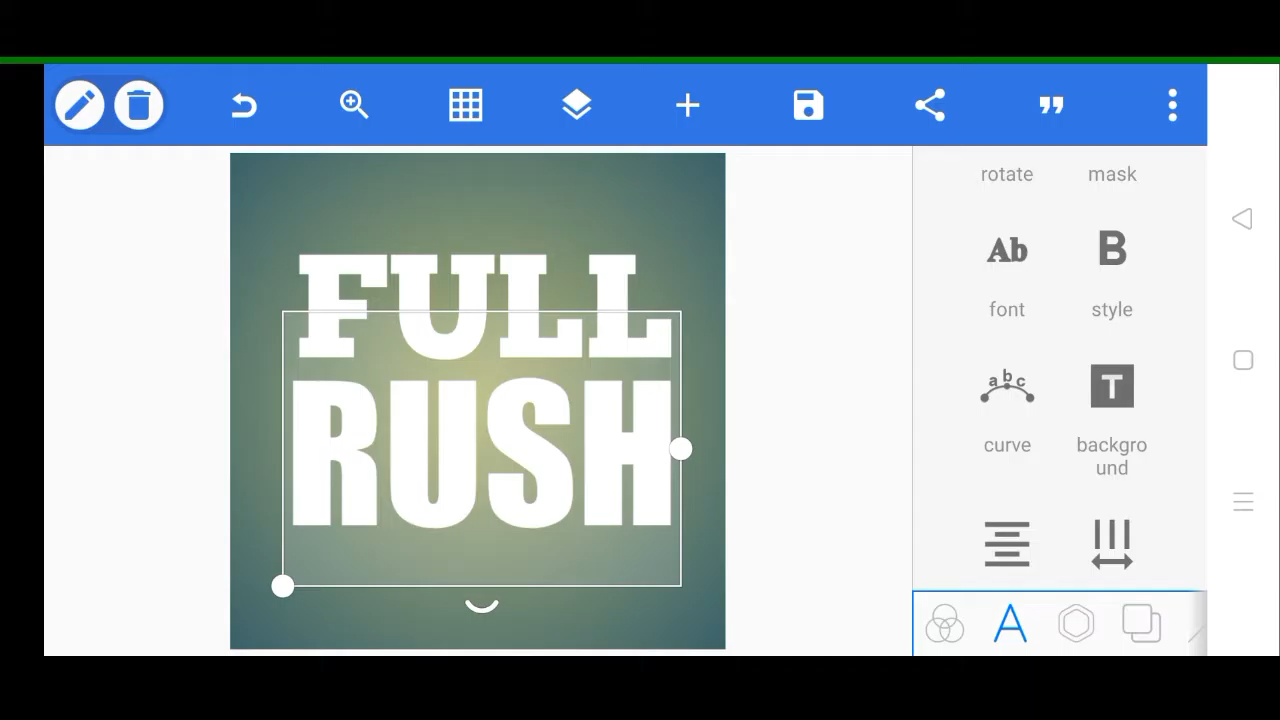 rotate mask
FULL
RUSH
Ab B
font style
abc T
curve backgro
und
A